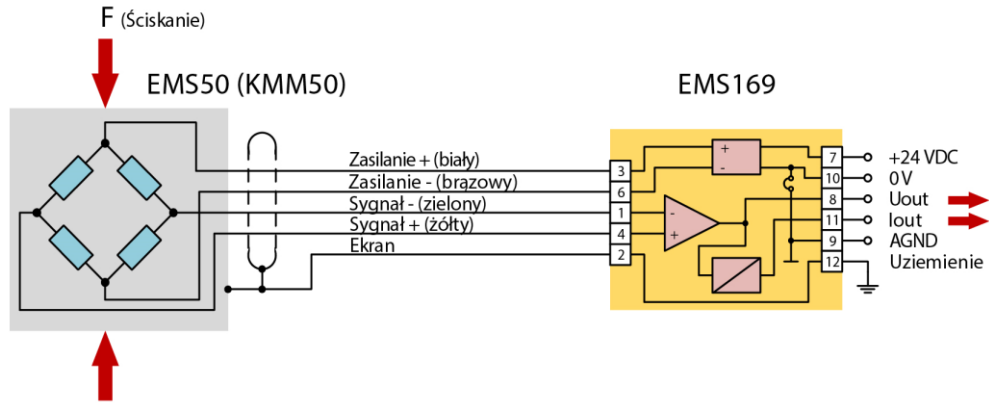 F (Ściskanie)
EMS50 (KMM50)
EMS169
Zasilanie + (biały)
Zasilanie - (brązowy)
Sygnał - (zielony)
Sygnał + (żółty)
Ekran
3
6
1
4
2
+
-
-
+
7
10
8
11
9
12
+24 VDC
0V
Uout
Iout
AGND
Uziemienie